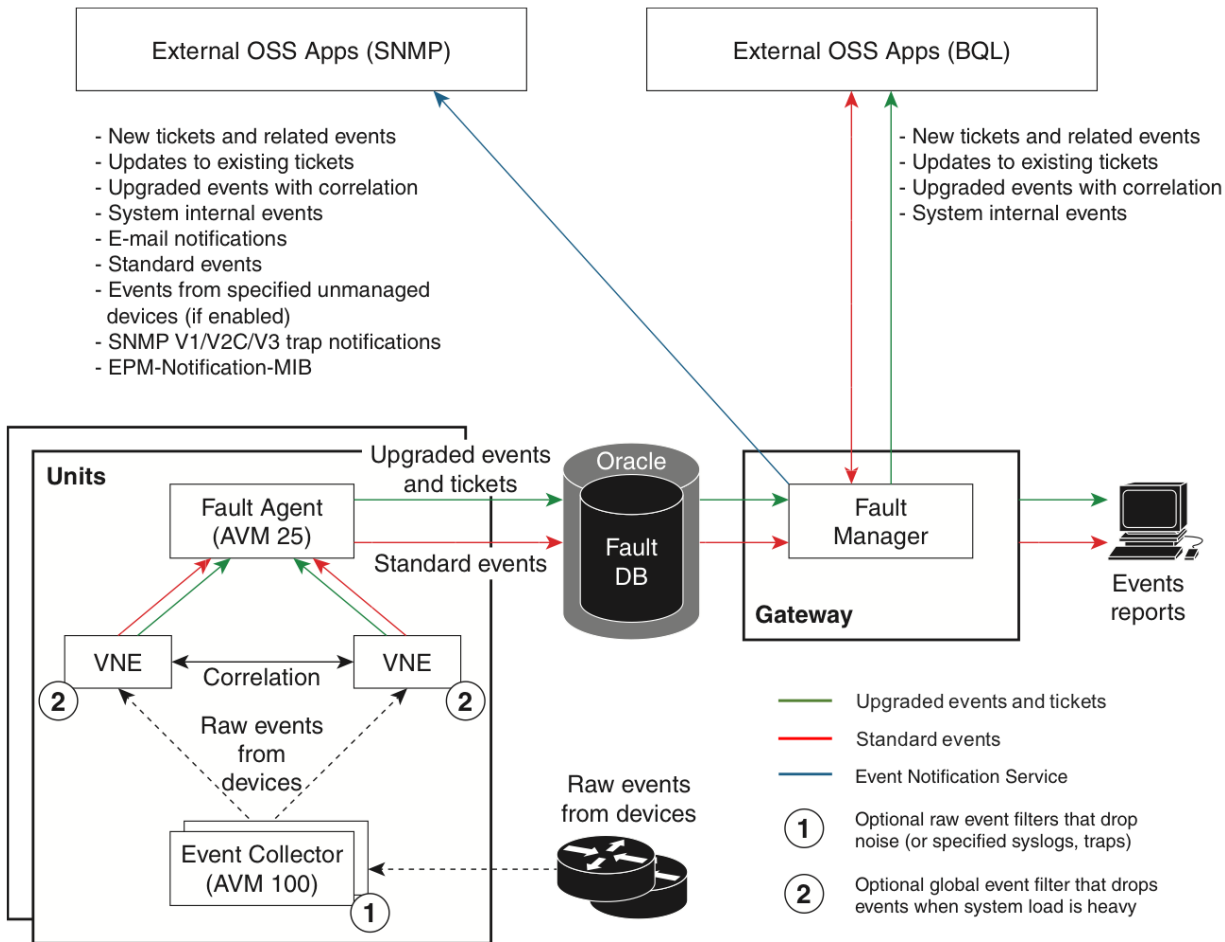 External OSS Apps (SNMP)
External OSS Apps (BQL)
- New tickets and related events
- Updates to existing tickets
- Upgraded events with correlation
- System internal events
- E-mail notifications
- Standard events
- Events from specified unmanaged
devices (if enabled)
- SNMP V1/V2C/V3 trap notifications
- EPM-Notification-MIB
- New tickets and related events
- Updates to existing tickets
- Upgraded events with correlation
- System internal events
Units
Fault Agent
(AVM 25)
Upgraded events
and tickets
Standard events
Oracle
Fault
DB
Fault
Manager
Gateway
Events
reports
VNE
Correlation
VNE
2
2
Raw events
from
devices
Event Collector
(AVM 100)
1
Raw events
from devices
Upgraded events and tickets
Standard events
Event Notification Service
1
Optional raw event filters that drop
noise (or specified syslogs, traps)
2
Optional global event filter that drops
events when system load is heavy